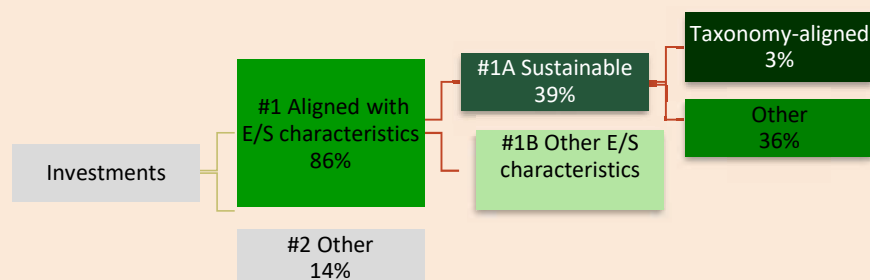 Investments
#1 Aligned with
E/S characteristics
86%
#2 Other
14%
#1A Sustainable
39%
#1B Other E/S
characteristics
Taxonomy-aligned
3%
Other
36%